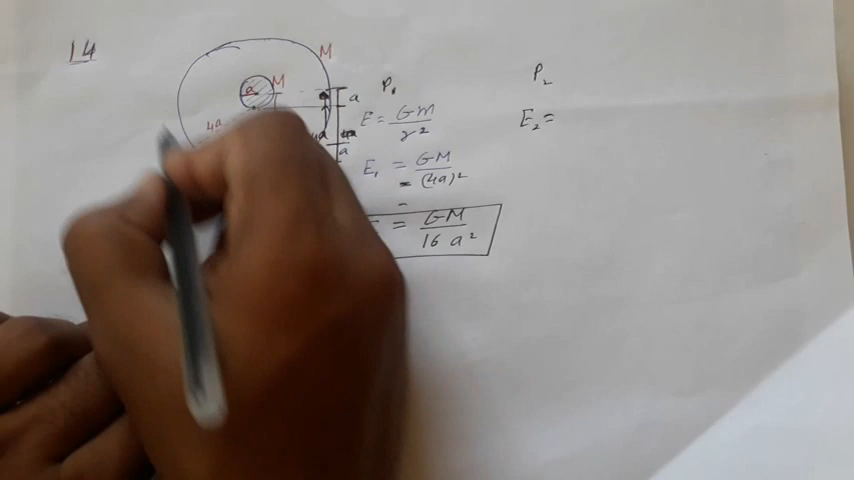 14
M
a M
a
P1
E = GM/r²
4a
4a
a
E1 = GM/(4a)²
=
= GM/16 a²
P2
E2 =